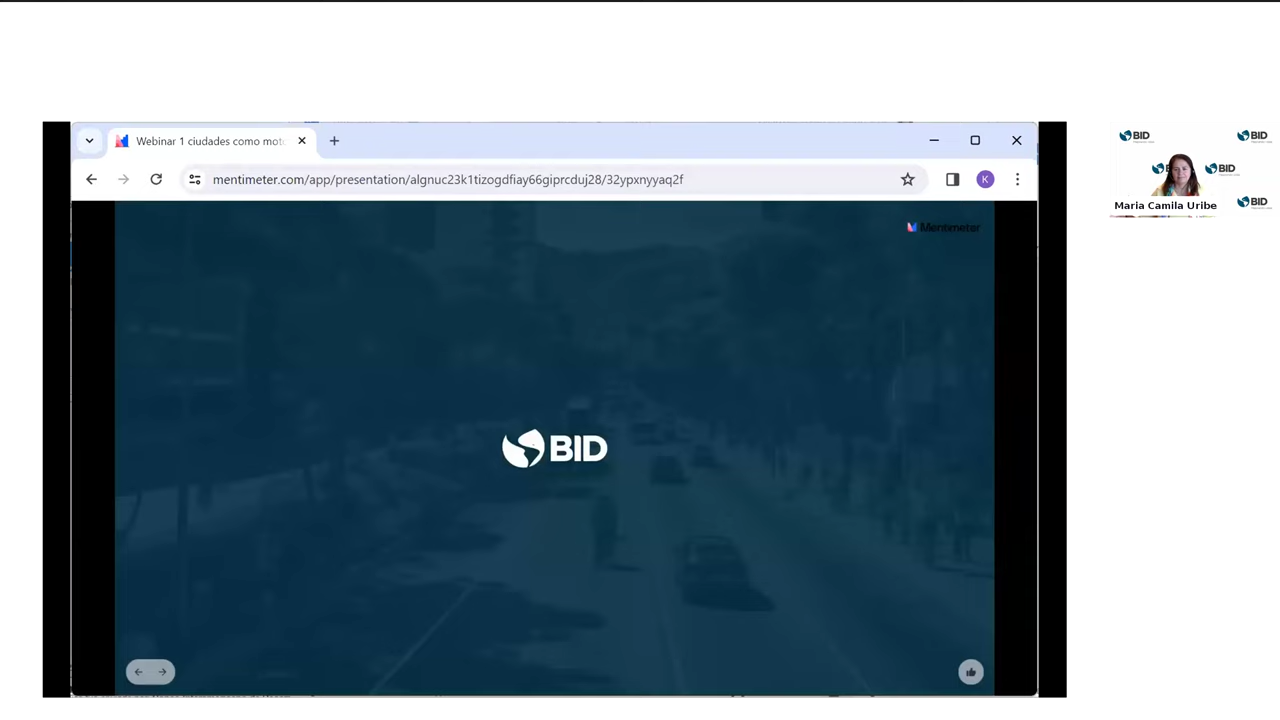 Webinar 1 ciudades como mot
mentimeter.com/app/presentation/algnuc23k1tizogdfiay66giprcduj28/32ypxnyyaq2f
K
Mentimeter
BID
BID
BID
BID
BID
Maria Camila Uribe